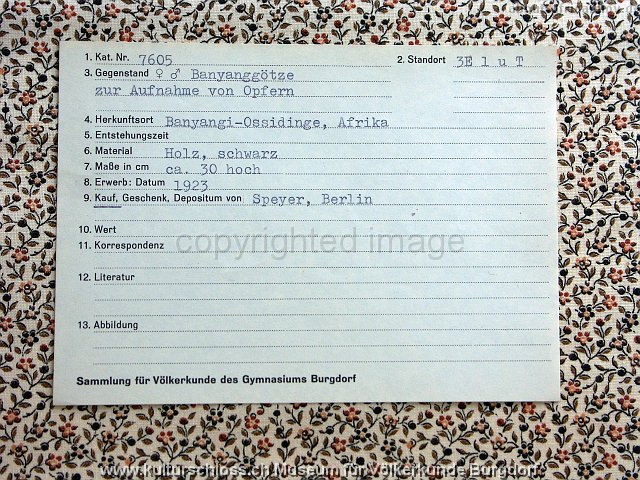 1. Kat. Nr. 7605 2. Standort 3E l u T
3. Gegenstand ♀ ♂ Banyanggötze
zur Aufnahme von Opfern
4. Herkunftsort Banyangi-Ossidinge, Afrika
5. Entstehungszeit
6. Material Holz, schwarz
7. Maße in cm ca. 30 hoch
8. Erwerb: Datum 1923
9. Kauf, Geschenk, Depositum von Speyer, Berlin
10. Wert
11. Korrespondenz
copyrighted image
12. Literatur
13. Abbildung
Sammlung für Völkerkunde des Gymnasiums Burgdorf
www.kulturschloss.ch Museum für Völkerkunde Burgdorf